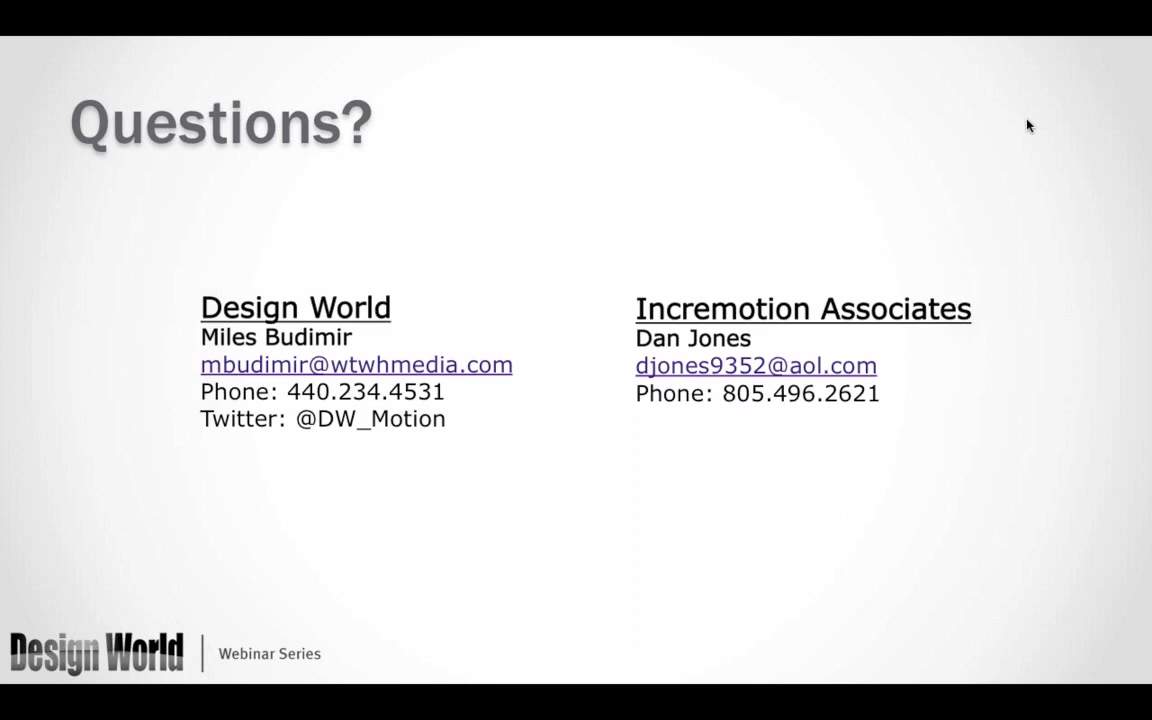 Questions?
Design World
Miles Budimir
mbudimir@wtwhmedia.com
Phone: 440.234.4531
Twitter: @DW_Motion
Incremotion Associates
Dan Jones
djones9352@aol.com
Phone: 805.496.2621
Design World | Webinar Series